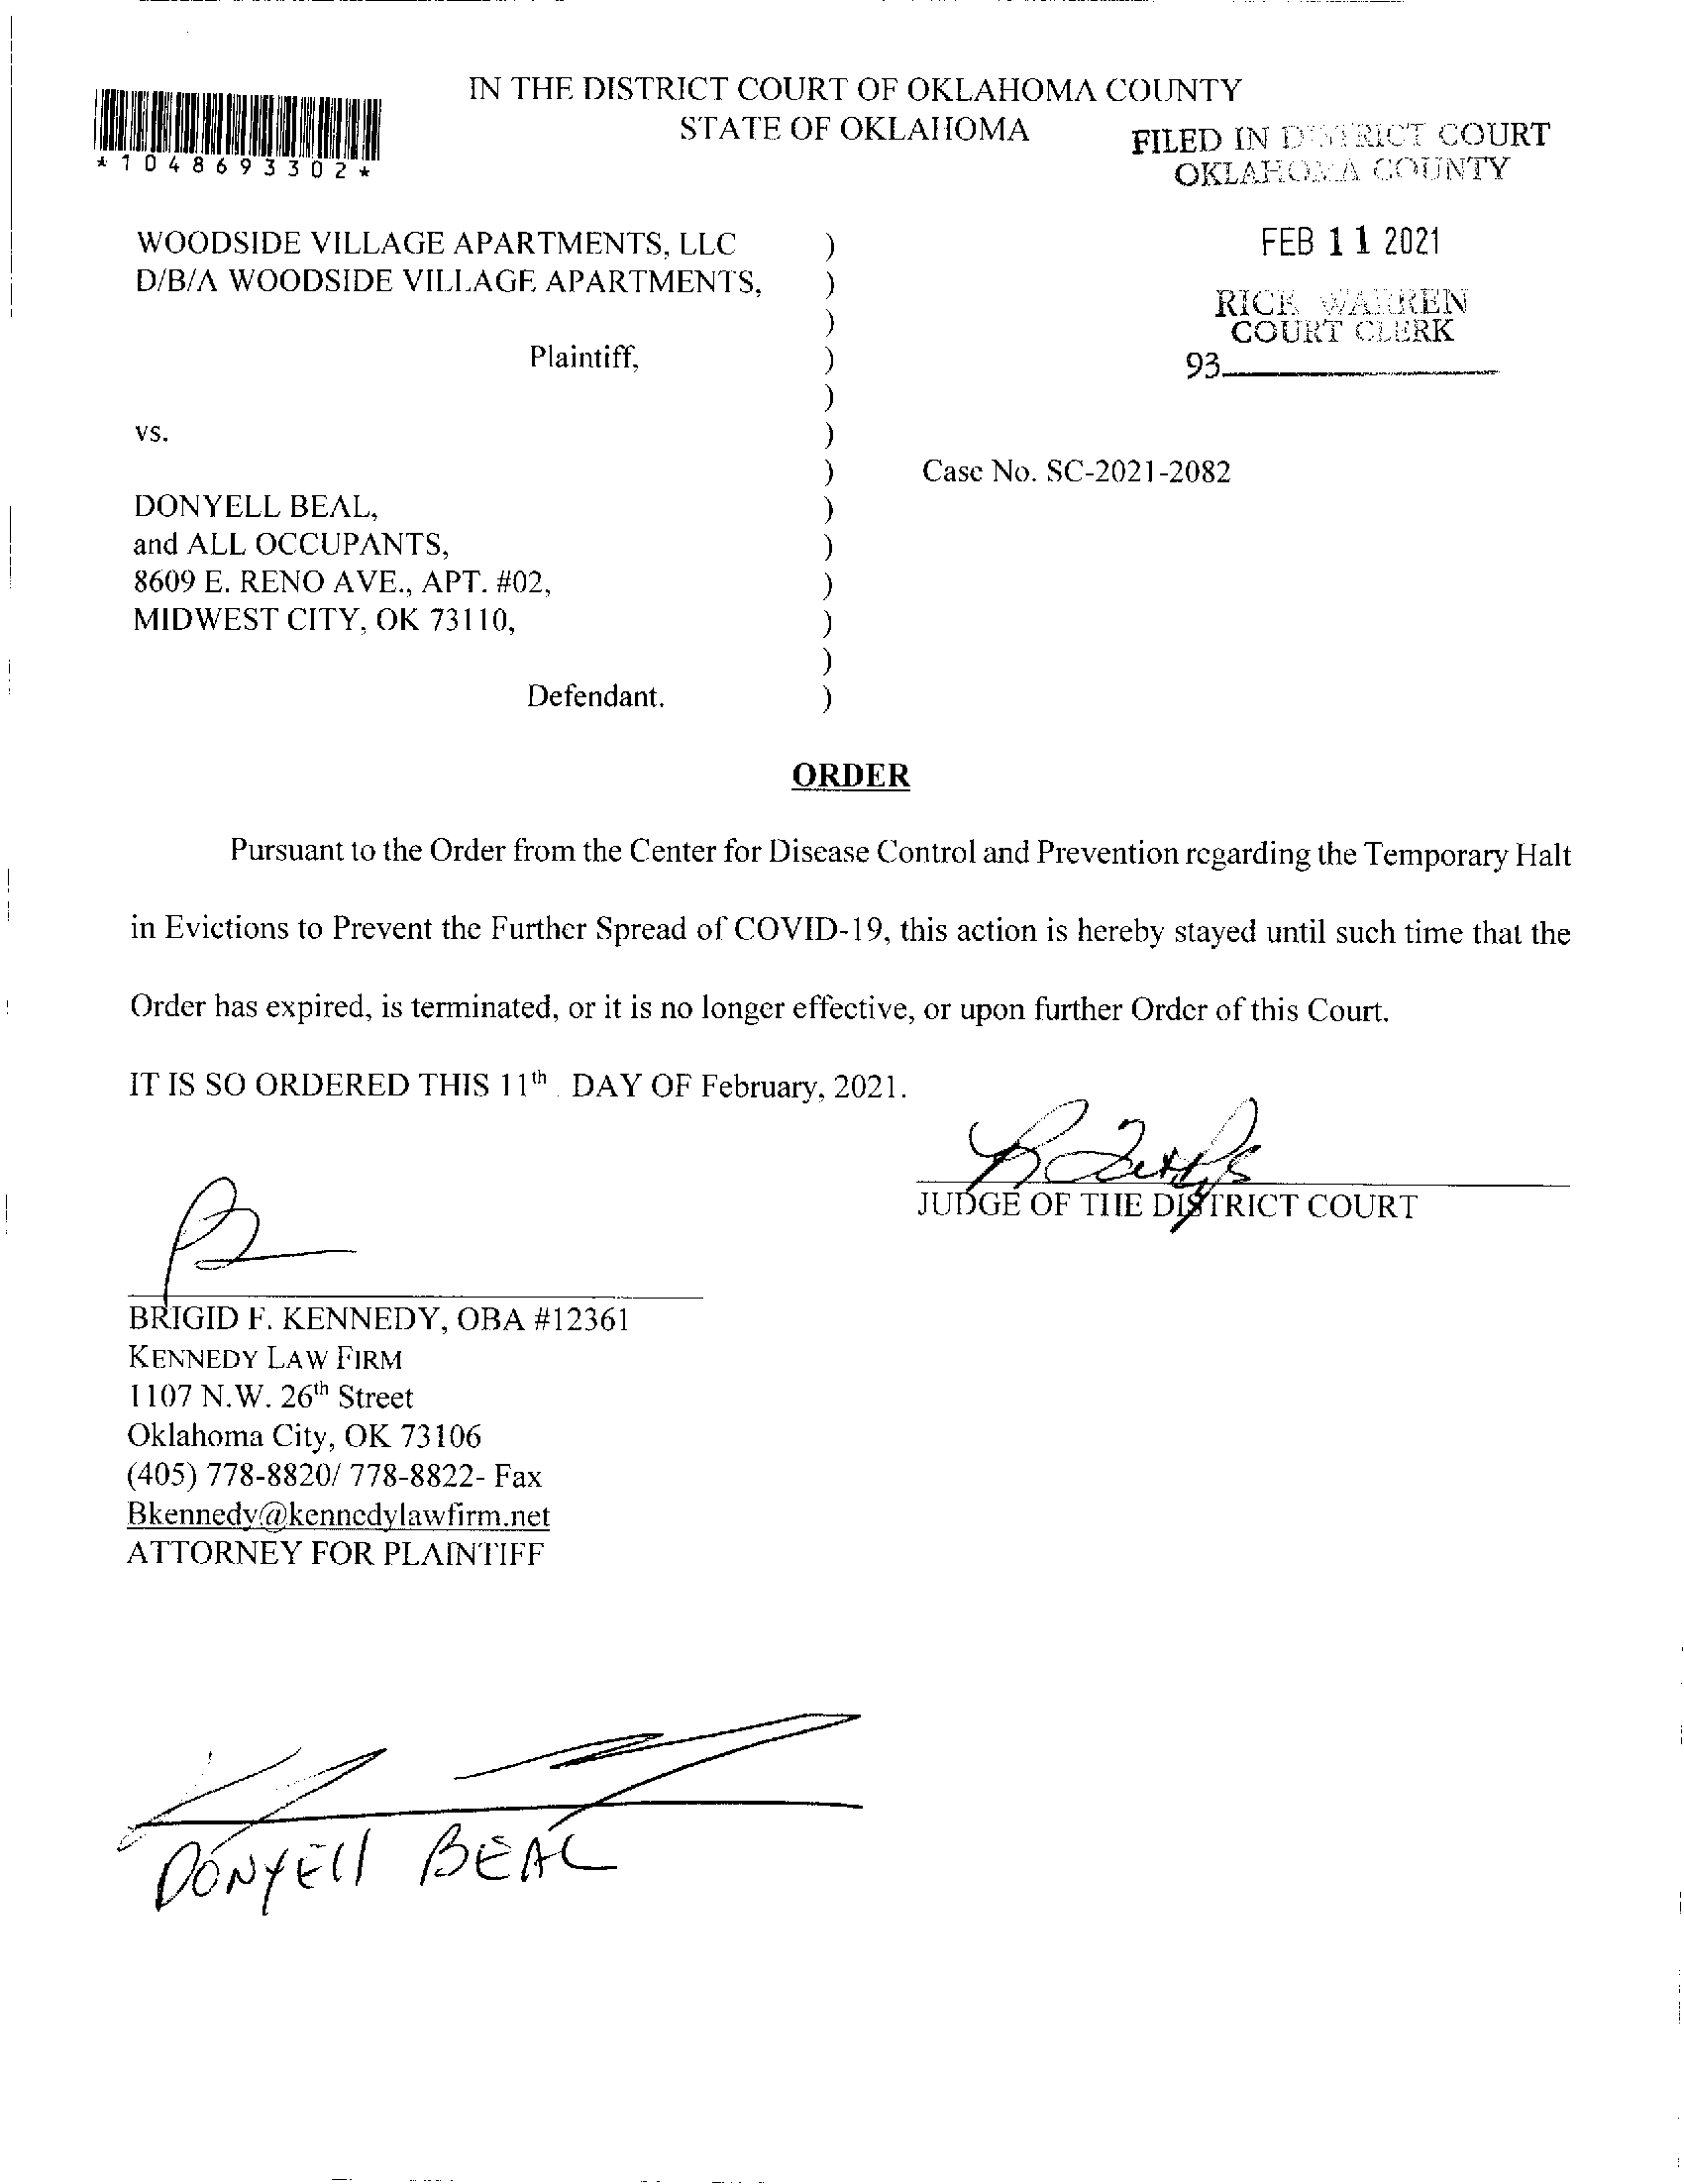 IN THE DISTRICT COURT OF OKLAHOMA COUNTY
STATE OF OKLAHOMA
*1048693302*
FILED IN DISTRICT COURT
OKLAHOMA COUNTY
FEB 11 2021
RICK WARREN
COURT CLERK
93
WOODSIDE VILLAGE APARTMENTS, LLC )
D/B/A WOODSIDE VILLAGE APARTMENTS, )
)
Plaintiff, )
)
vs. )
) Case No. SC-2021-2082
DONYELL BEAL, )
and ALL OCCUPANTS, )
8609 E. RENO AVE., APT. #02, )
MIDWEST CITY, OK 73110, )
)
Defendant. )
ORDER
Pursuant to the Order from the Center for Disease Control and Prevention regarding the Temporary Halt
in Evictions to Prevent the Further Spread of COVID-19, this action is hereby stayed until such time that the
Order has expired, is terminated, or it is no longer effective, or upon further Order of this Court.
IT IS SO ORDERED THIS 11th . DAY OF February, 2021.
JUDGE OF THE DISTRICT COURT
BRIGID F. KENNEDY, OBA #12361
KENNEDY LAW FIRM
1107 N.W. 26th Street
Oklahoma City, OK 73106
(405) 778-8820/ 778-8822- Fax
Bkennedy@kennedylawfirm.net
ATTORNEY FOR PLAINTIFF
DONYEll BEAL